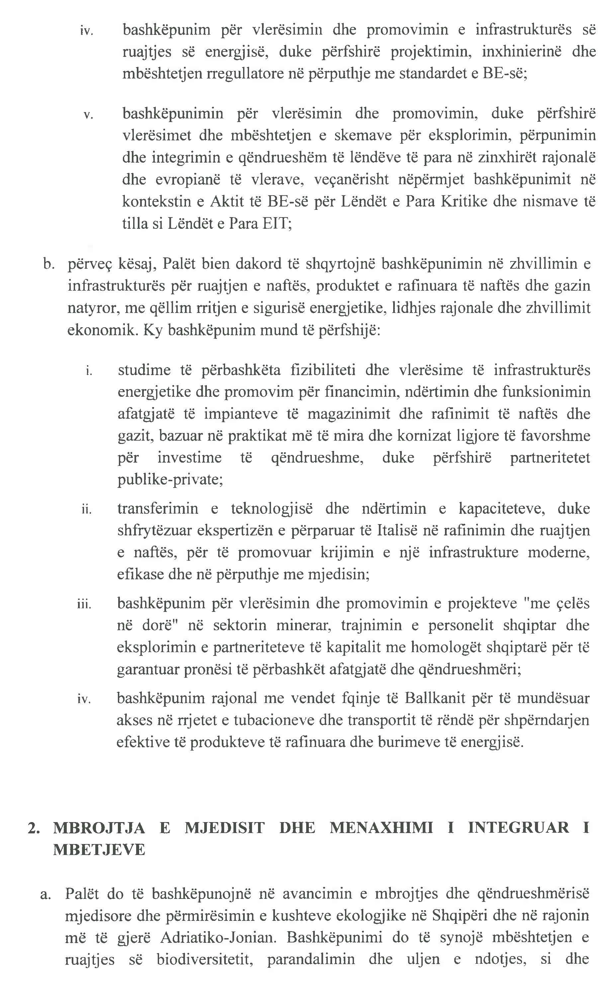 iv. bashkëpunim për vlerësimin dhe promovimin e infrastrukturës së
ruajtjes së energjisë, duke përfshirë projektimin, inxhinierinë dhe
mbështetjen rregullatore në përputhje me standardet e BE-së;
v. bashkëpunimin për vlerësimin dhe promovimin, duke përfshirë
vlerësimet dhe mbështetjen e skemave për eksplorimin, përpunimin
dhe integrimin e qëndrueshëm të lëndëve të para në zinxhirët rajonalë
dhe evropianë të vlerave, veçanërisht nëpërmjet bashkëpunimit në
kontekstin e Aktit të BE-së për Lëndët e Para Kritike dhe nismave të
tilla si Lëndët e Para EIT;
b. përveç kësaj, Palët bien dakord të shqyrtojnë bashkëpunimin në zhvillimin e
infrastrukturës për ruajtjen e naftës, produktet e rafinuara të naftës dhe gazin
natyror, me qëllim rritjen e sigurisë energjetike, lidhjes rajonale dhe zhvillimit
ekonomik. Ky bashkëpunim mund të përfshijë:
i. studime të përbashkëta fizibiliteti dhe vlerësime të infrastrukturës
energjetike dhe promovim për financimin, ndërtimin dhe funksionimin
afatgjatë të impianteve të magazinimit dhe rafinimit të naftës dhe
gazit, bazuar në praktikat më të mira dhe kornizat ligjore të favorshme
për investime të qëndrueshme, duke përfshirë partneritetet
publike-private;
ii. transferimin e teknologjisë dhe ndërtimin e kapaciteteve, duke
shfrytëzuar ekspertizën e përparuar të Italisë në rafinimin dhe ruajtjen
e naftës, për të promovuar krijimin e një infrastrukture moderne,
efikase dhe në përputhje me mjedisin;
iii. bashkëpunim për vlerësimin dhe promovimin e projekteve "me çelës
në dorë" në sektorin minerar, trajnimin e personelit shqiptar dhe
eksplorimin e partneriteteve të kapitalit me homologët shqiptarë për të
garantuar pronësi të përbashkët afatgjatë dhe qëndrueshmëri;
iv. bashkëpunim rajonal me vendet fqinje të Ballkanit për të mundësuar
akses në rrjetet e tubacioneve dhe transportit të rëndë për shpërndarjen
efektive të produkteve të rafinuara dhe burimeve të energjisë.
2. MBROJTJA E MJEDISIT DHE MENAXHIMI I INTEGRUAR I
MBETJEVE
a. Palët do të bashkëpunojnë në avancimin e mbrojtjes dhe qëndrueshmërisë
mjedisore dhe përmirësimin e kushteve ekologjike në Shqipëri dhe në rajonin
më të gjerë Adriatiko-Jonian. Bashkëpunimi do të synojë mbështetjen e
ruajtjes së biodiversitetit, parandalimin dhe uljen e ndotjes, si dhe